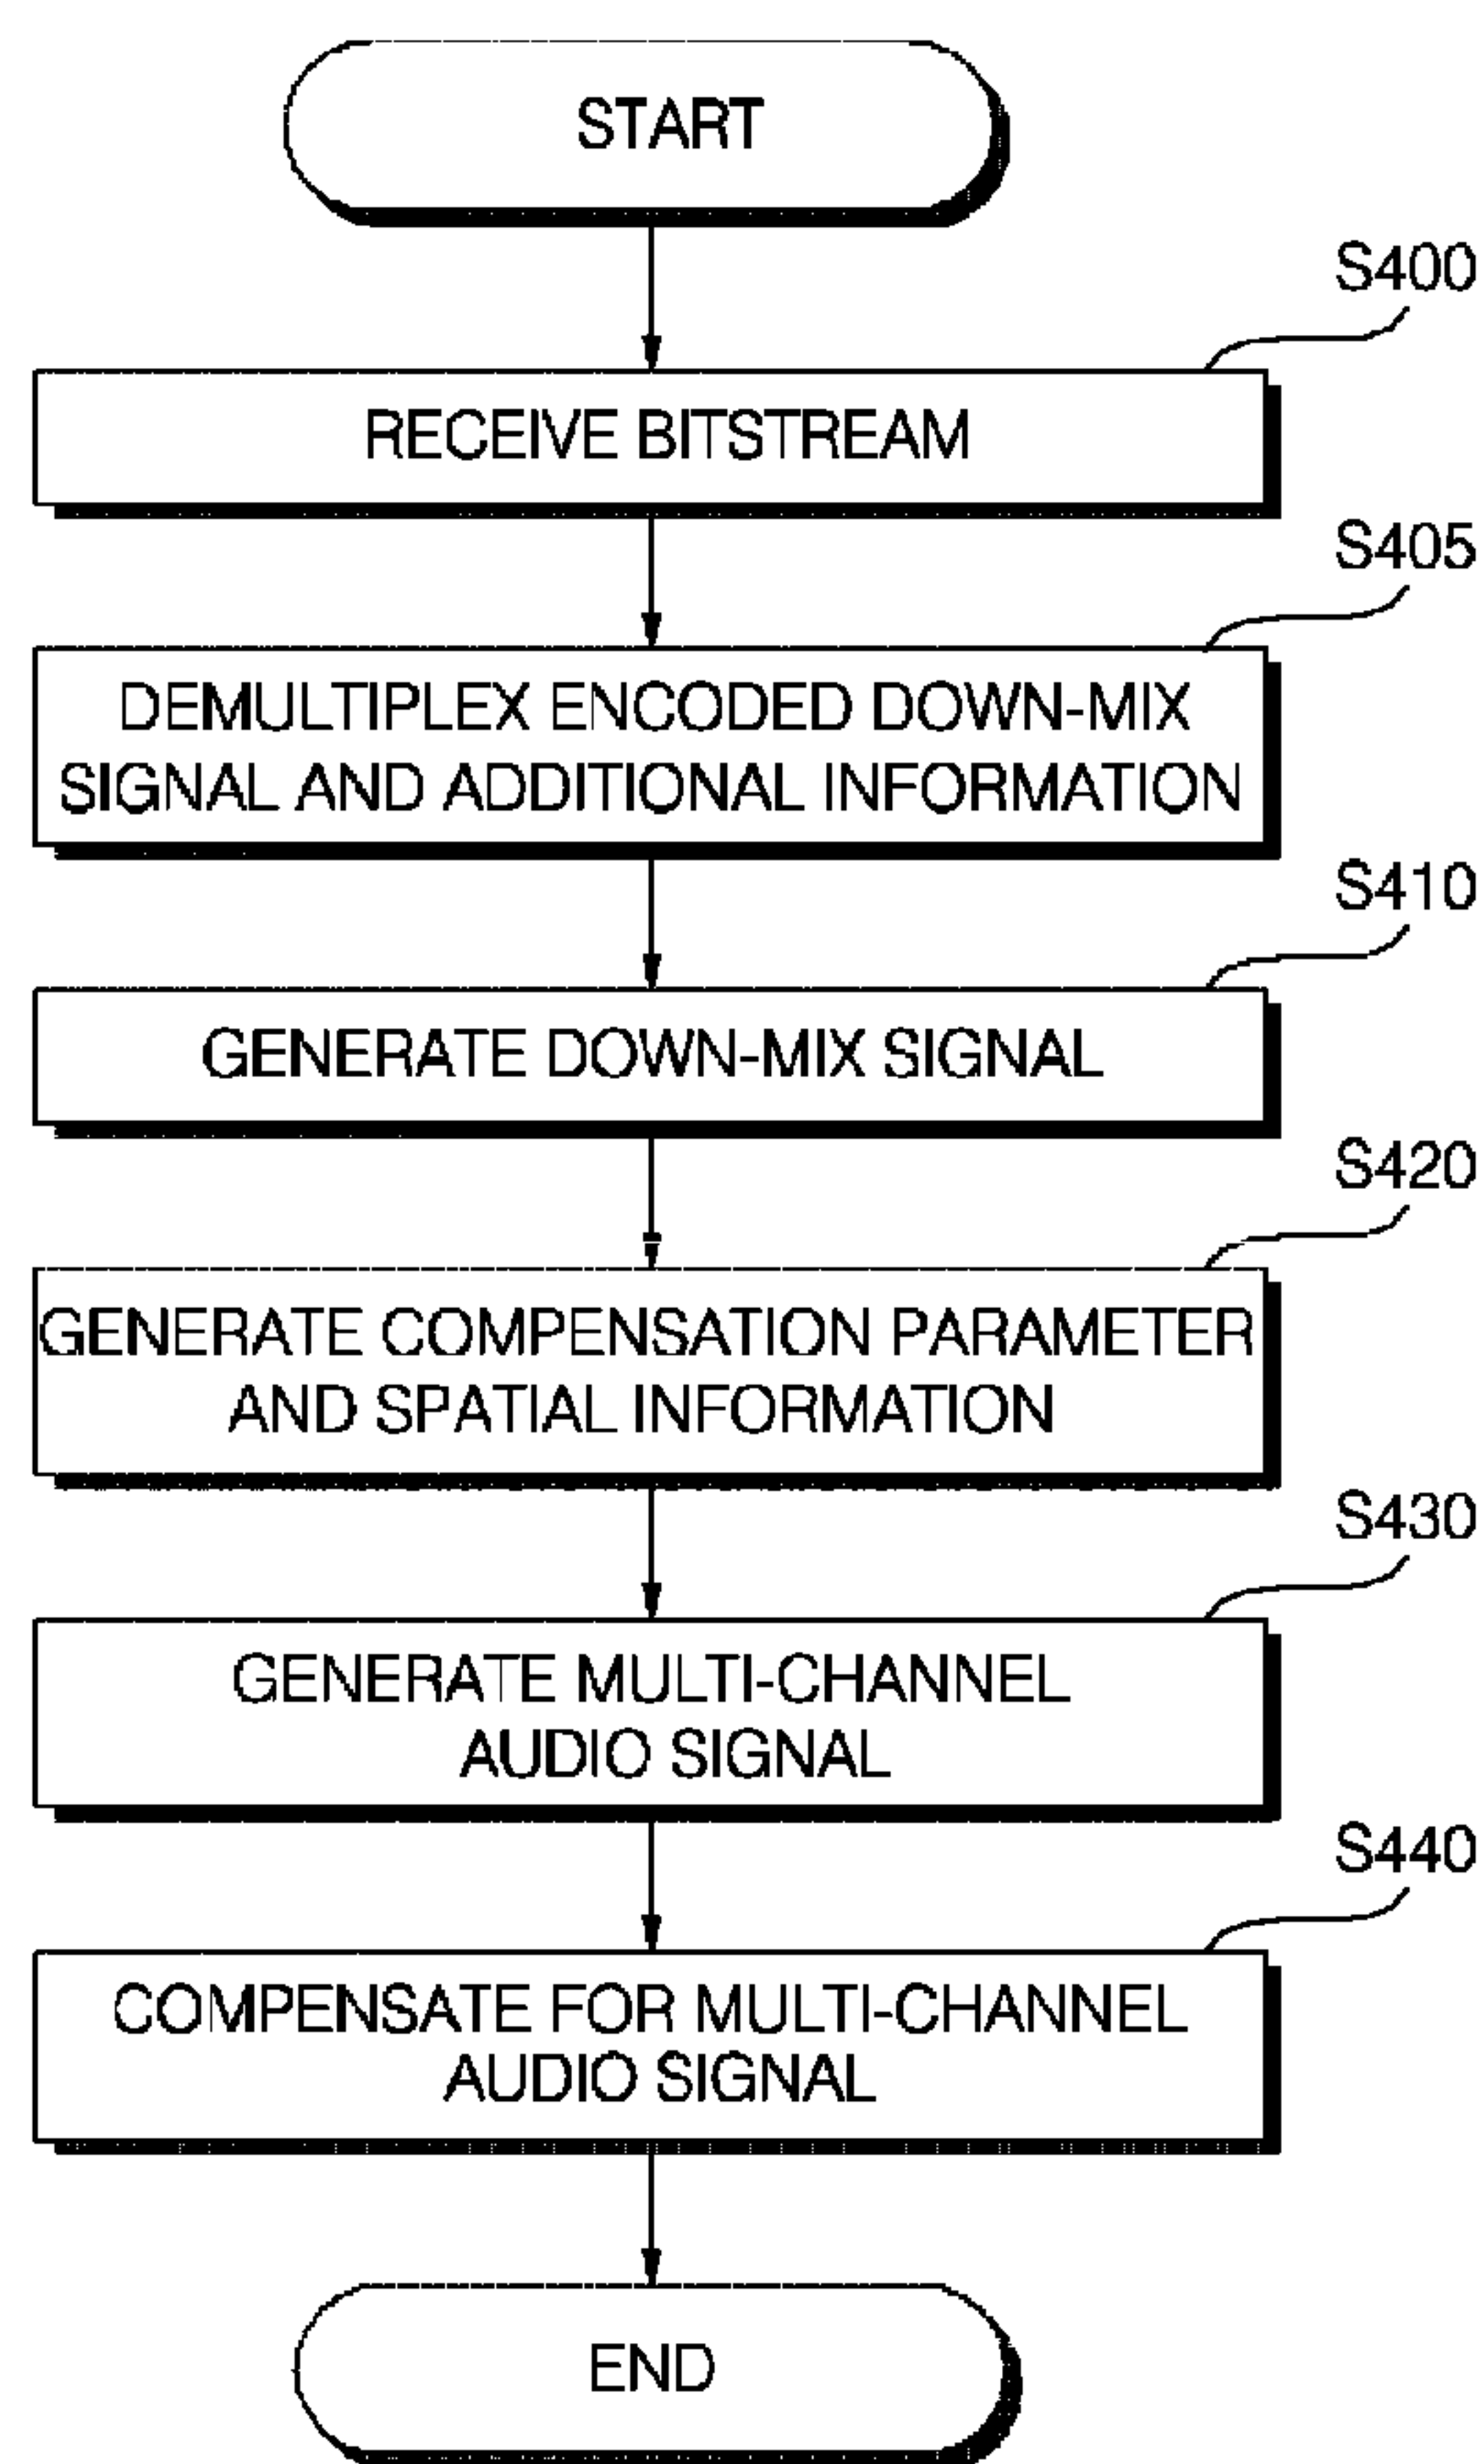 START
S400
RECEIVE BITSTREAM
S405
DEMULTIPLEX ENCODED DOWN-MIX
SIGNAL AND ADDITIONAL INFORMATION
S410
GENERATE DOWN-MIX SIGNAL
S420
GENERATE COMPENSATION PARAMETER
AND SPATIAL INFORMATION
S430
GENERATE MULTI-CHANNEL
AUDIO SIGNAL
S440
COMPENSATE FOR MULTI-CHANNEL
AUDIO SIGNAL
END